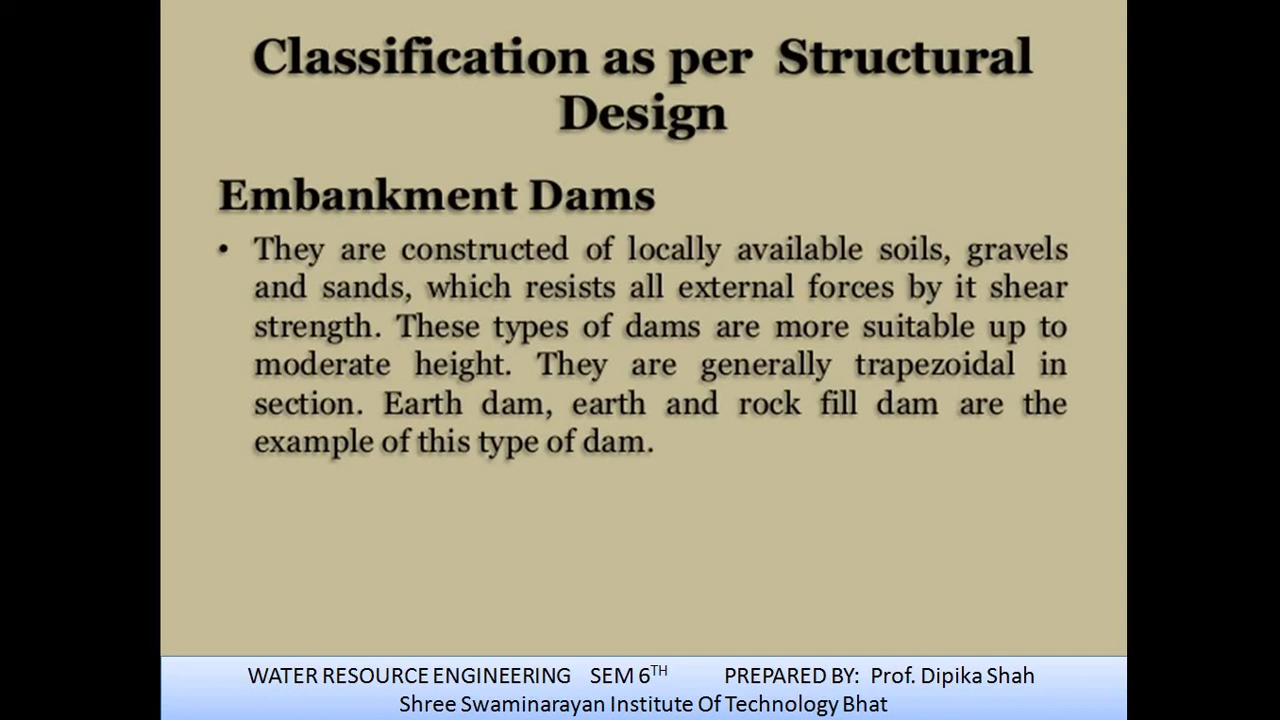 Classification as per Structural
Design
Embankment Dams
• They are constructed of locally available soils, gravels
and sands, which resists all external forces by it shear
strength. These types of dams are more suitable up to
moderate height. They are generally trapezoidal in
section. Earth dam, earth and rock fill dam are the
example of this type of dam.
WATER RESOURCE ENGINEERING SEM 6TH PREPARED BY: Prof. Dipika Shah
Shree Swaminarayan Institute Of Technology Bhat